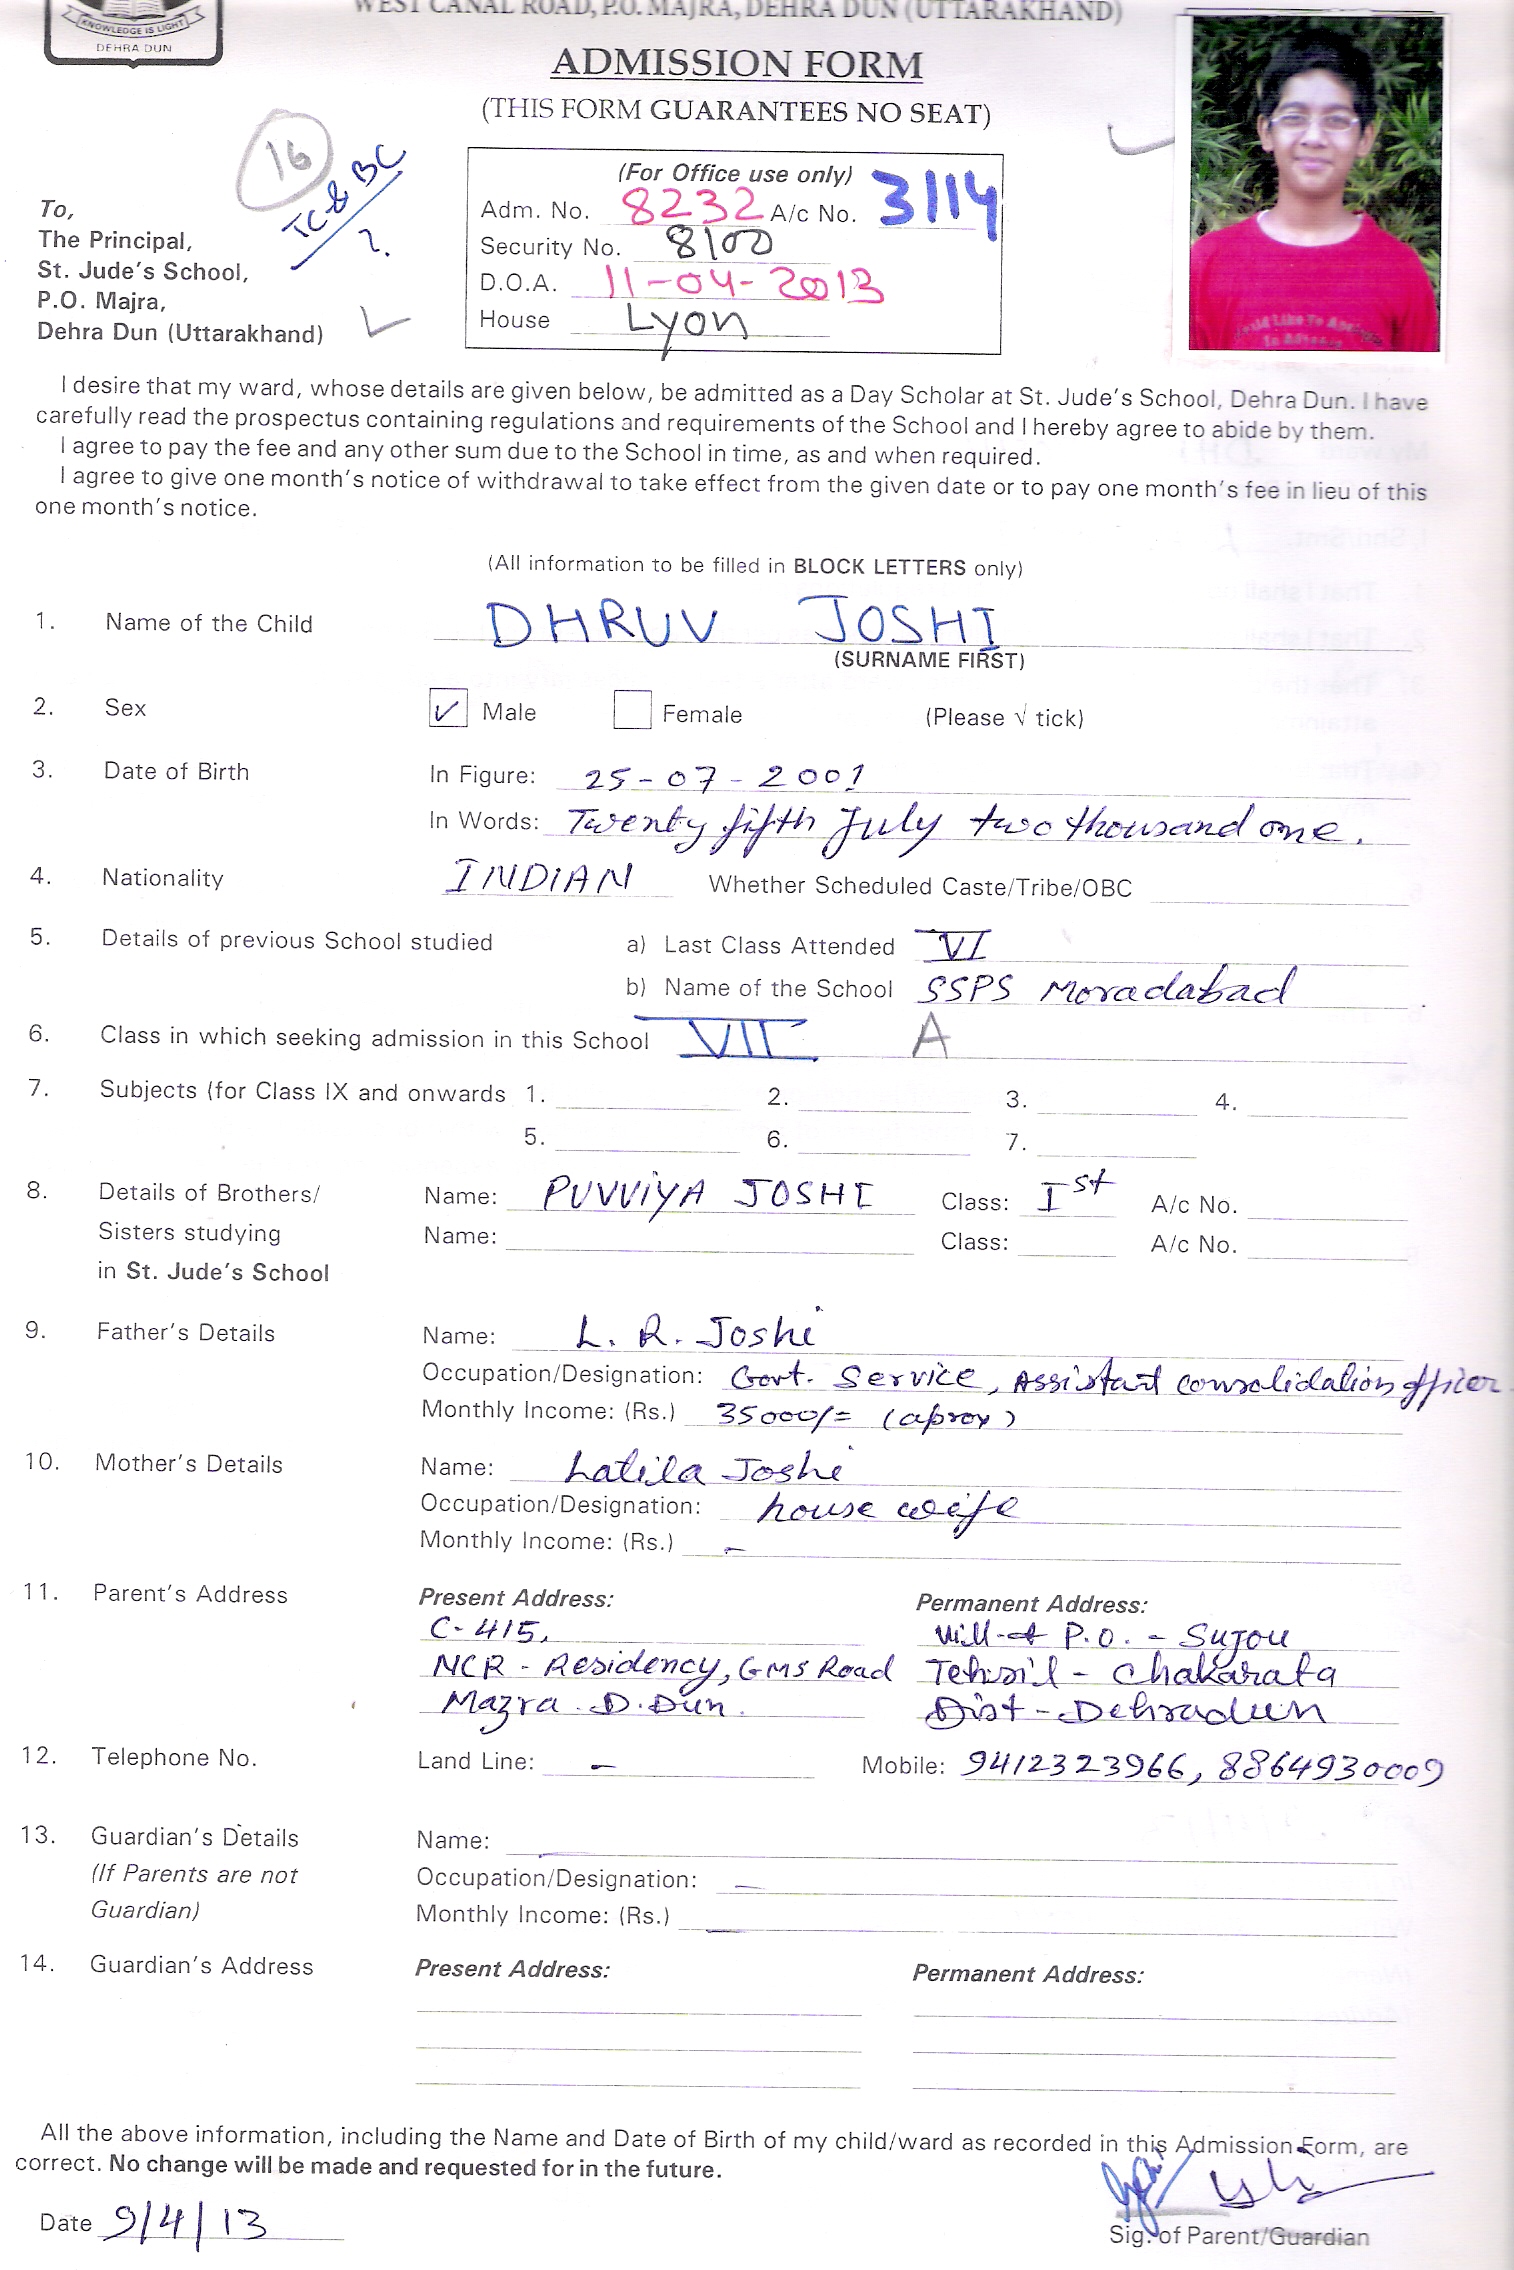 WEST CANAL ROAD, P.O. MAJRA, DEHRA DUN (UTTARAKHAND)
KNOWLEDGE IS LIGHT
DEHRA DUN
ADMISSION FORM
(THIS FORM GUARANTEES NO SEAT)
16
TC & BC
?
(For Office use only)
Adm. No. 8232 A/c No. 3114
Security No. 8100
D.O.A. 11-04-2013
House Lyon
To,
The Principal,
St. Jude's School,
P.O. Majra,
Dehra Dun (Uttarakhand)
I desire that my ward, whose details are given below, be admitted as a Day Scholar at St. Jude's School, Dehra Dun. I have
carefully read the prospectus containing regulations and requirements of the School and I hereby agree to abide by them.
I agree to pay the fee and any other sum due to the School in time, as and when required.
I agree to give one month's notice of withdrawal to take effect from the given date or to pay one month's fee in lieu of this
one month's notice.
(All information to be filled in BLOCK LETTERS only)
1. Name of the Child DHRUV JOSHI
(SURNAME FIRST)
2. Sex ✓ Male Female (Please √ tick)
3. Date of Birth In Figure: 25-07-2001
In Words: Twenty fifth July two thousand one.
4. Nationality INDIAN Whether Scheduled Caste/Tribe/OBC
5. Details of previous School studied a) Last Class Attended VI
b) Name of the School SSPS Moradabad
6. Class in which seeking admission in this School VII A
7. Subjects (for Class IX and onwards 1. 2. 3. 4.
5. 6. 7.
8. Details of Brothers/ Name: PUVVIYA JOSHI Class: Ist A/c No.
Sisters studying Name: Class: A/c No.
in St. Jude's School
9. Father's Details Name: L. R. Joshi
Occupation/Designation: Govt. Service, Assistant consolidation officer
Monthly Income: (Rs.) 35000/= (aprox)
10. Mother's Details Name: Joshi
Occupation/Designation: house wife
Monthly Income: (Rs.) -
11. Parent's Address Present Address: Permanent Address:
C-415, Vill-& P.O. - Sujou
NCR - Residency, GMS Road Tehsil - Chakarata
Mazra. D. Dun. Dist - Dehradun
12. Telephone No. Land Line: - Mobile: 9412323966, 8864930009
13. Guardian's Details Name: -
(If Parents are not Occupation/Designation: -
Guardian) Monthly Income: (Rs.) -
14. Guardian's Address Present Address: Permanent Address:
All the above information, including the Name and Date of Birth of my child/ward as recorded in this Admission Form, are
correct. No change will be made and requested for in the future.
Date 9/4/13
Sig. of Parent/Guardian